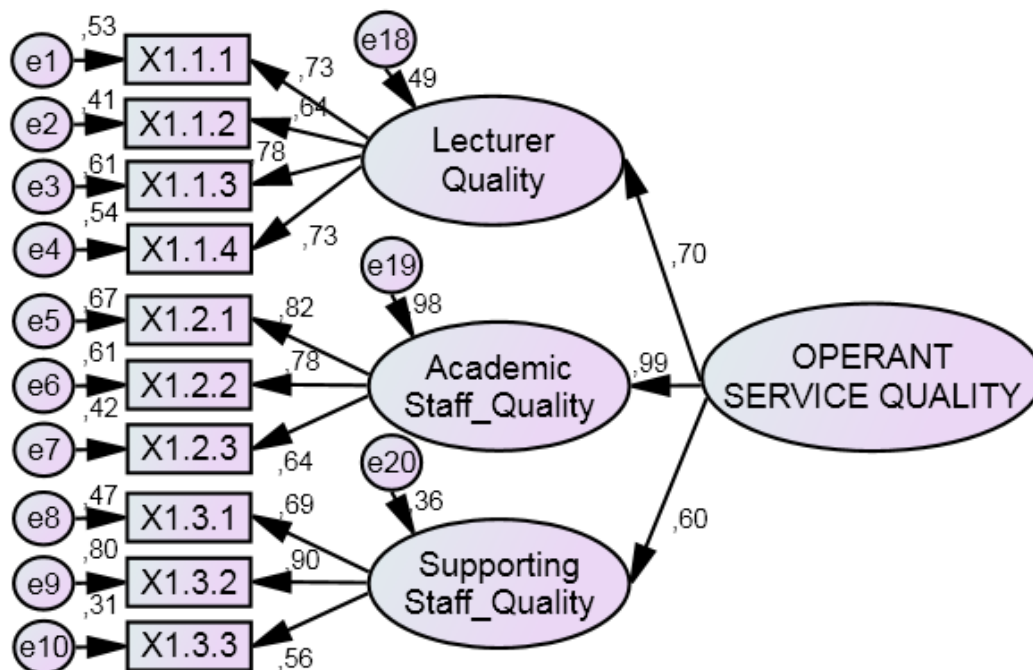 ,53
e1
X1.1.1
,73
e18
,49
,41
e2
X1.1.2
,64
Lecturer
Quality
,61
e3
X1.1.3
,78
,54
e4
X1.1.4
,73
,70
e19
,98
,67
e5
X1.2.1
,82
,61
e6
X1.2.2
,78
Academic
Staff_Quality
,99
OPERANT
SERVICE QUALITY
,42
e7
X1.2.3
,64
e20
,36
,47
e8
X1.3.1
,69
,60
,80
e9
X1.3.2
,90
Supporting
Staff_Quality
,31
e10
X1.3.3
,56